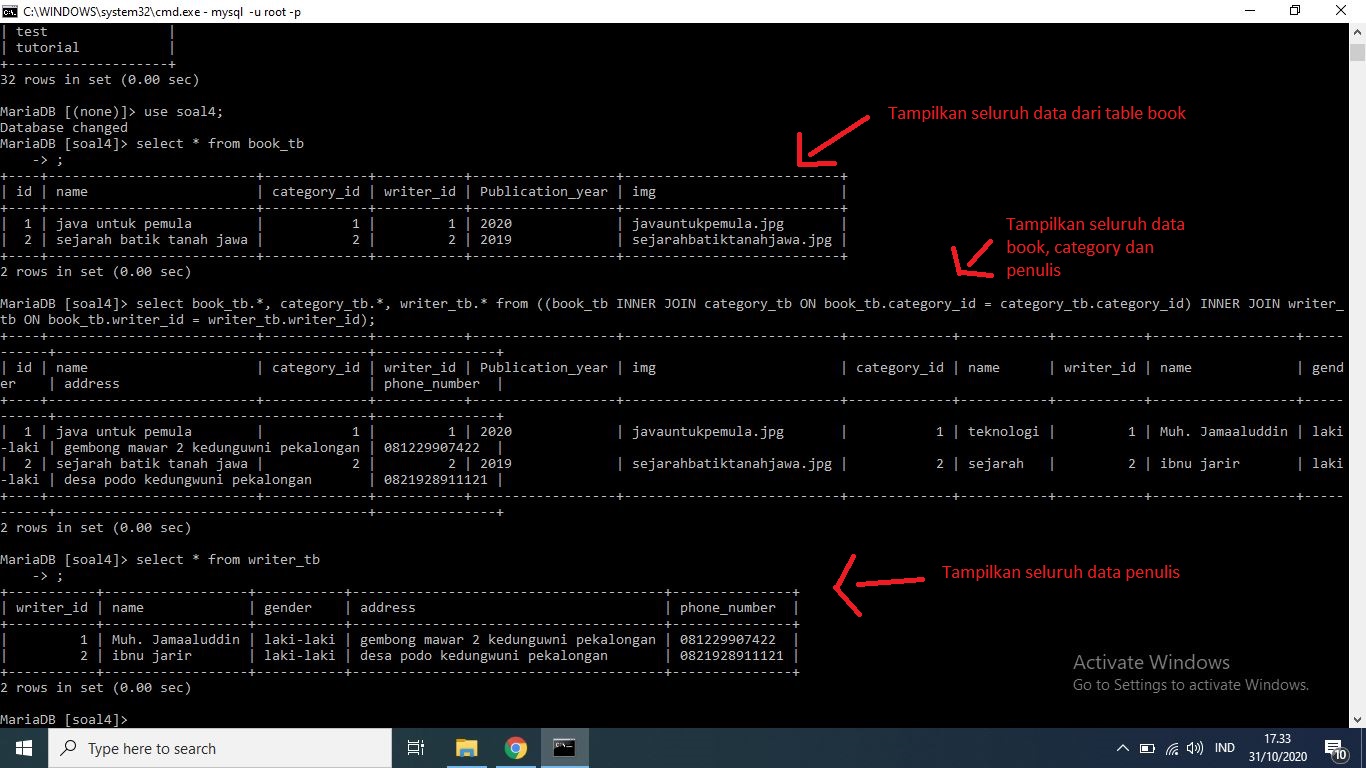 C:\WINDOWS\system32\cmd.exe - mysql  -u root -p
| test               |
| tutorial           |
+--------------------+
32 rows in set (0.00 sec)
MariaDB [(none)]> use soal4;
Database changed
MariaDB [soal4]> select * from book_tb
    -> ;
Tampilkan seluruh data dari table book
+----+--------------------------+-------------+-----------+------------------+---------------------------+
| id | name                     | category_id | writer_id | Publication_year | img                       |
+----+--------------------------+-------------+-----------+------------------+---------------------------+
|  1 | java untuk pemula        |           1 |         1 | 2020             | javauntukpemula.jpg       |
|  2 | sejarah batik tanah jawa |           2 |         2 | 2019             | sejarahbatiktanahjawa.jpg |
+----+--------------------------+-------------+-----------+------------------+---------------------------+
2 rows in set (0.00 sec)
Tampilkan seluruh data
book, category dan
penulis
MariaDB [soal4]> select book_tb.*, category_tb.*, writer_tb.* from ((book_tb INNER JOIN category_tb ON book_tb.category_id = category_tb.category_id) INNER JOIN writer_
tb ON book_tb.writer_id = writer_tb.writer_id);
+----+--------------------------+-------------+-----------+------------------+---------------------------+-------------+-----------+-----------+-----------------+-----
------+---------------------------------------+---------------+
| id | name                     | category_id | writer_id | Publication_year | img                       | category_id | name      | writer_id | name            | gend
er    | address                               | phone_number  |
+----+--------------------------+-------------+-----------+------------------+---------------------------+-------------+-----------+-----------+-----------------+-----
------+---------------------------------------+---------------+
|  1 | java untuk pemula        |           1 |         1 | 2020             | javauntukpemula.jpg       |           1 | teknologi |         1 | Muh. Jamaaluddin | laki
-laki | gembong mawar 2 kedunguwni pekalongan | 081229907422  |
|  2 | sejarah batik tanah jawa |           2 |         2 | 2019             | sejarahbatiktanahjawa.jpg |           2 | sejarah   |         2 | ibnu jarir      | laki
-laki | desa podo kedungwuni pekalongan       | 0821928911121 |
+----+--------------------------+-------------+-----------+------------------+---------------------------+-------------+-----------+-----------+-----------------+-----
------+---------------------------------------+---------------+
2 rows in set (0.00 sec)
MariaDB [soal4]> select * from writer_tb
    -> ;
Tampilkan seluruh data penulis
+-----------+------------------+-----------+---------------------------------------+---------------+
| writer_id | name             | gender    | address                               | phone_number  |
+-----------+------------------+-----------+---------------------------------------+---------------+
|         1 | Muh. Jamaaluddin | laki-laki | gembong mawar 2 kedunguwni pekalongan | 081229907422  |
|         2 | ibnu jarir       | laki-laki | desa podo kedungwuni pekalongan       | 0821928911121 |
+-----------+------------------+-----------+---------------------------------------+---------------+
2 rows in set (0.00 sec)
MariaDB [soal4]>
Activate Windows
Go to Settings to activate Windows.
Type here to search
IND
17.33
31/10/2020
10